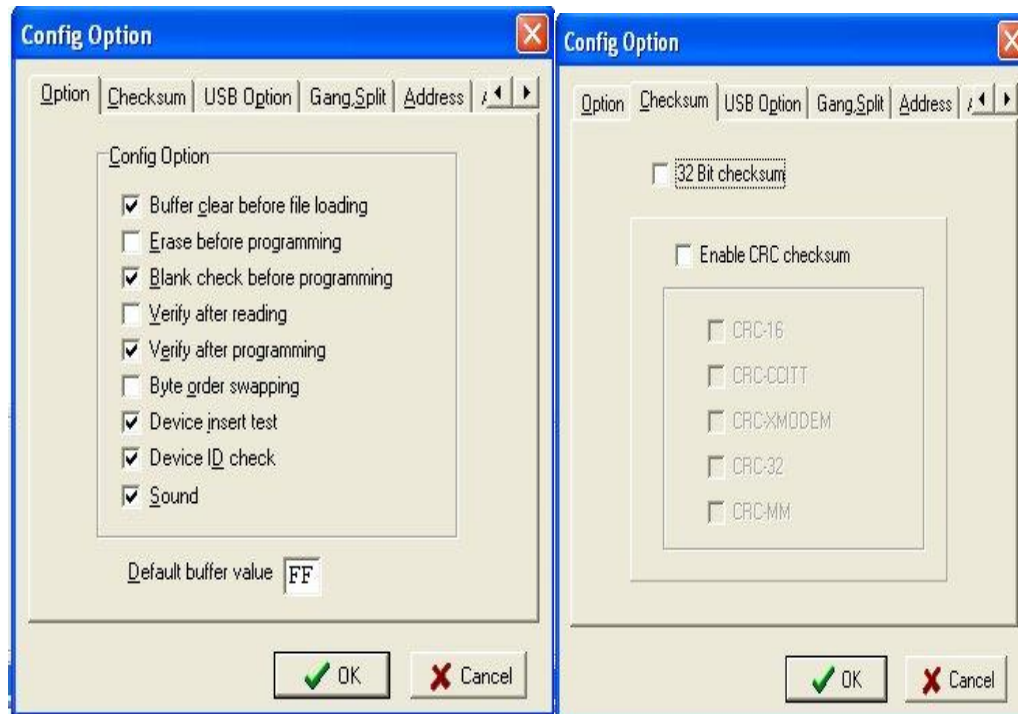 Config Option
Option Checksum USB Option Gang,Split Address
Config Option
Buffer clear before file loading
Erase before programming
Blank check before programming
Verify after reading
Verify after programming
Byte order swapping
Device insert test
Device ID check
Sound
Default buffer value FF
OK Cancel
Config Option
Option Checksum USB Option Gang,Split Address
32 Bit checksum
Enable CRC checksum
CRC-16
CRC-CCITT
CRC-XMODEM
CRC-32
CRC-MM
OK Cancel